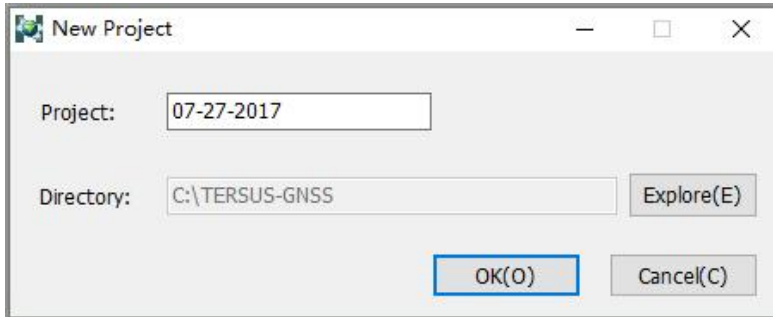 New Project
Project: 07-27-2017
Directory: C:\TERSUS-GNSS Explore(E)
OK(O) Cancel(C)